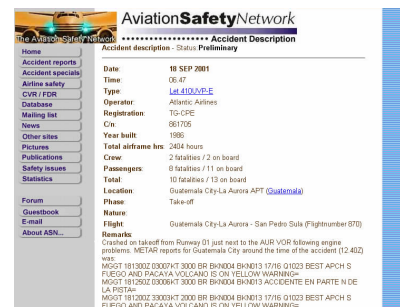 AviationSafetyNetwork
The Aviation Safety Network
Accident Description
Accident description - Status:Preliminary
Home
Accident reports
Accident specials
Airline safety
CVR / FDR
Database
Mailing list
News
Other sites
Pictures
Publications
Safety issues
Statistics
Forum
Guestbook
E-mail
About ASN...
Date: 18 SEP 2001
Time: 06.47
Type: Let 410UVP-E
Operator: Atlantic Airlines
Registration: TG-CPE
C/n: 861705
Year built: 1986
Total airframe hrs: 2404 hours
Crew: 2 fatalities / 2 on board
Passengers: 8 fatalities / 11 on board
Total: 10 fatalities / 13 on board
Location: Guatemala City-La Aurora APT (Guatemala)
Phase: Take-off
Nature:
Flight: Guatemala City-La Aurora - San Pedro Sula (Flightnumber 870)
Remarks:
Crashed on takeoff from Runway 01 just next to the AUR VOR following engine
problems. METAR reports for Guatemala City around the time of the accident (12.40Z)
was:
MGGT 181300Z 03007KT 3000 BR BKN004 BKN013 17/16 Q1023 BEST APCH S
FUEGO AND PACAYA VOLCANO IS ON YELLOW WARNING=
MGGT 181250Z 03006KT 3000 BR BKN004 BKN013 ACCIDENTE EN PARTE N DE
LA PISTA=
MGGT 181200Z 33003KT 2000 BR BKN004 BKN013 17/16 Q1023 BEST APCH S
FUEGO AND PACAYA VOLCANO IS ON YELLOW WARNING=